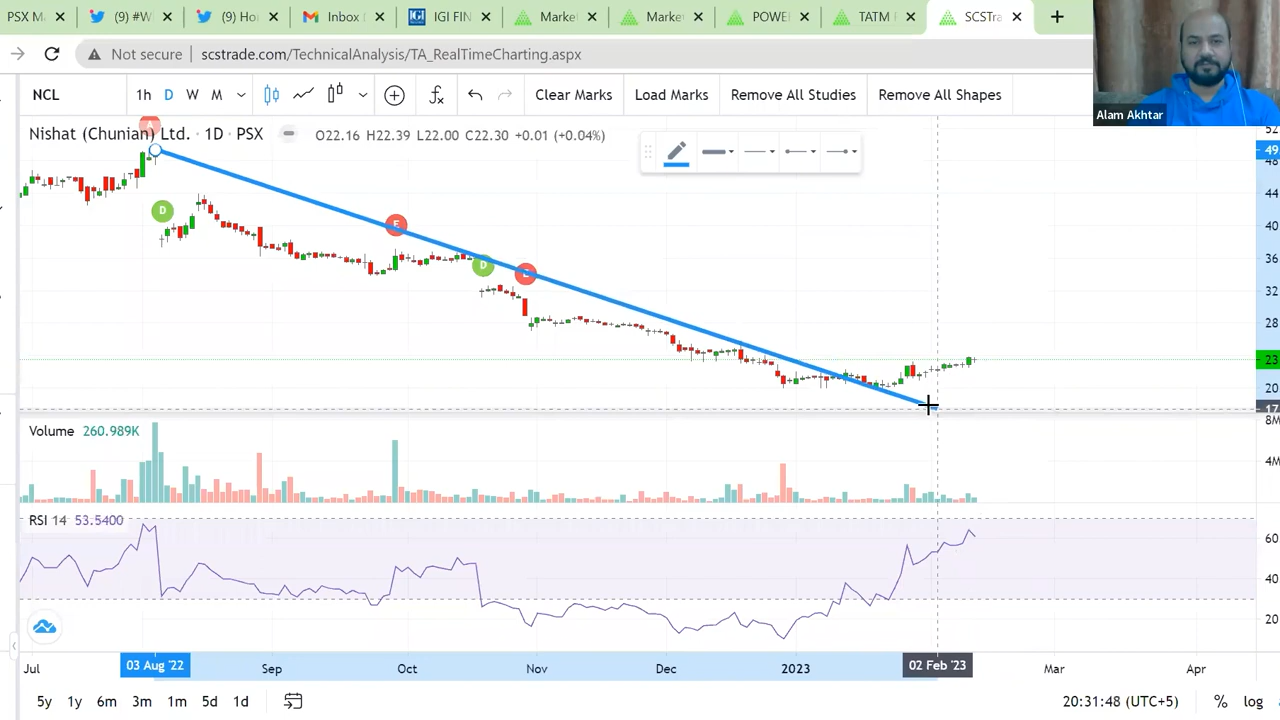 PSX M
(9) #W
(9) Ho
Inbox
IGI FIN
Market
Market
POWE
TATM
SCSTra
Not secure
scstrade.com/TechnicalAnalysis/TA_RealTimeCharting.aspx
NCL
1h D W M
Clear Marks
Load Marks
Remove All Studies
Remove All Shapes
Alam Akhtar
Nishat (Chunian) Ltd. · 1D · PSX
O22.16 H22.39 L22.00 C22.30 +0.01 (+0.04%)
A
D
E
D
52
49
48
44
40
36
32
28
23
20
17
Volume 260.989K
8M
4M
RSI 14 53.5400
60
40
20
Jul
03 Aug '22
Sep
Oct
Nov
Dec
2023
02 Feb '23
Mar
Apr
5y 1y 6m 3m 1m 5d 1d
20:31:48 (UTC+5)
%
log